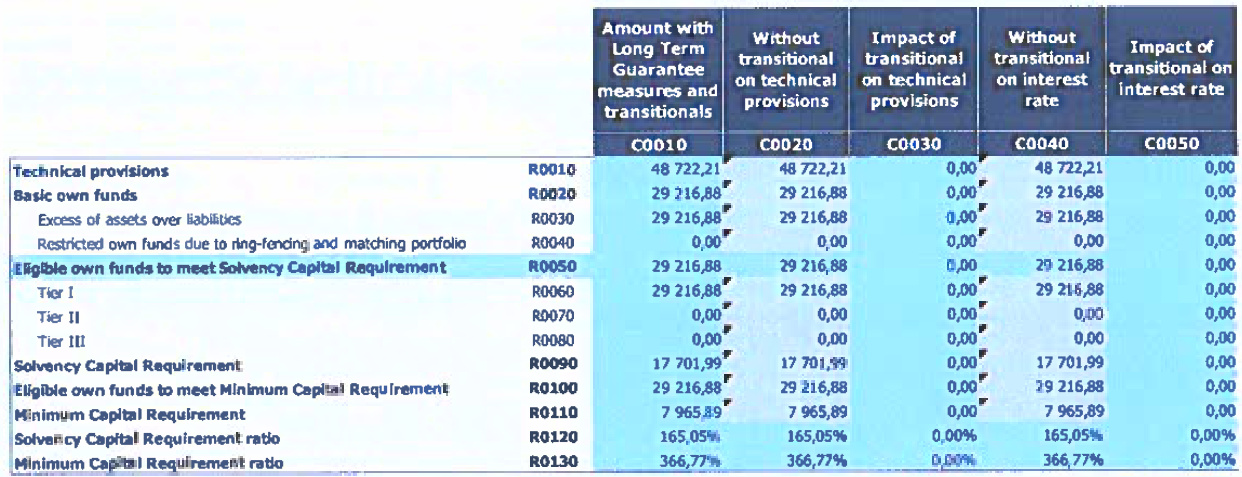 Amount with Long Term Guarantee measures and transitionals Without transitional on technical provisions Impact of transitional on technical provisions Without transitional on interest rate Impact of transitional on interest rate
C0010 C0020 C0030 C0040 C0050
Technical provisions R0010 48 722,21 48 722,21 0,00 48 722,21 0,00
Basic own funds R0020 29 216,88 29 216,88 0,00 29 216,88 0,00
Excess of assets over liabilities R0030 29 216,88 29 216,88 0,00 29 216,88 0,00
Restricted own funds due to ring-fencing and matching portfolio R0040 0,00 0,00 0,00 0,00 0,00
Eligible own funds to meet Solvency Capital Requirement R0050 29 216,88 29 216,88 0,00 29 216,88 0,00
Tier I R0060 29 216,88 29 216,88 0,00 29 216,88 0,00
Tier II R0070 0,00 0,00 0,00 0,00 0,00
Tier III R0080 0,00 0,00 0,00 0,00 0,00
Solvency Capital Requirement R0090 17 701,99 17 701,99 0,00 17 701,99 0,00
Eligible own funds to meet Minimum Capital Requirement R0100 29 216,88 29 216,88 0,00 29 216,88 0,00
Minimum Capital Requirement R0110 7 965,89 7 965,89 0,00 7 965,89 0,00
Solvency Capital Requirement ratio R0120 165,05% 165,05% 0,00% 165,05% 0,00%
Minimum Capital Requirement ratio R0130 366,77% 366,77% 0,00% 366,77% 0,00%